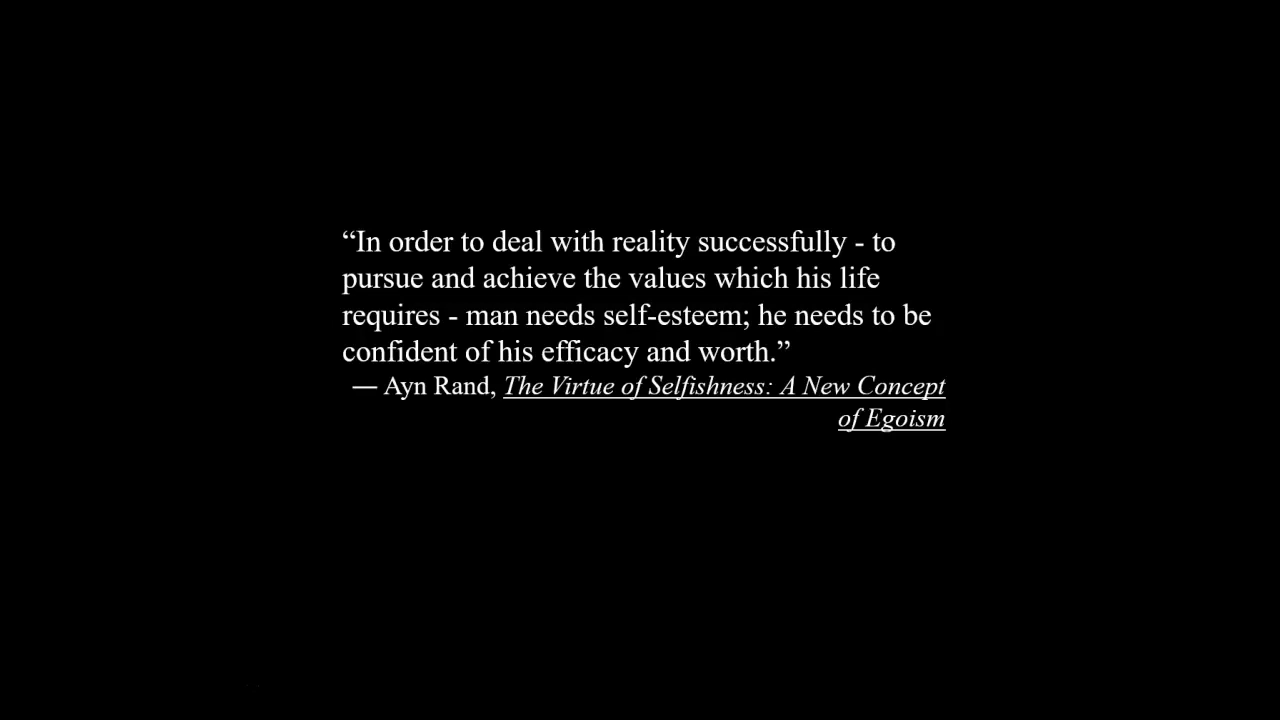 “In order to deal with reality successfully - to
pursue and achieve the values which his life
requires - man needs self-esteem; he needs to be
confident of his efficacy and worth.”
― Ayn Rand, The Virtue of Selfishness: A New Concept
of Egoism